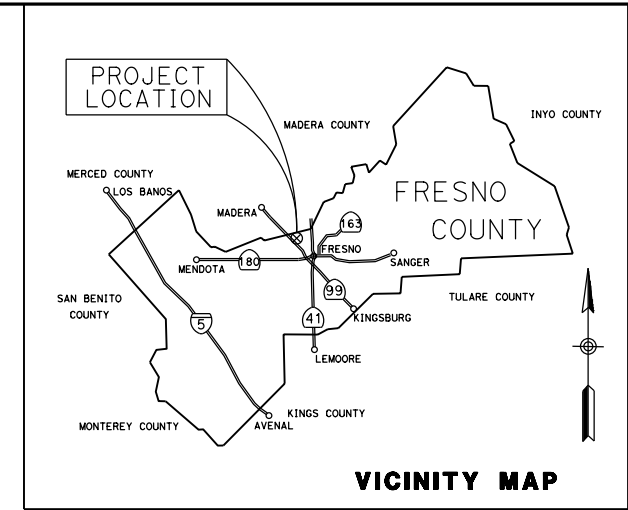 PROJECT
LOCATION
MADERA COUNTY
INYO COUNTY
MERCED COUNTY
LOS BANOS
MADERA
FRESNO
COUNTY
163
FRESNO
SANGER
MENDOTA
180
99
SAN BENITO
COUNTY
TULARE COUNTY
5
41
KINGSBURG
LEMOORE
KINGS COUNTY
MONTEREY COUNTY
AVENAL
VICINITY MAP